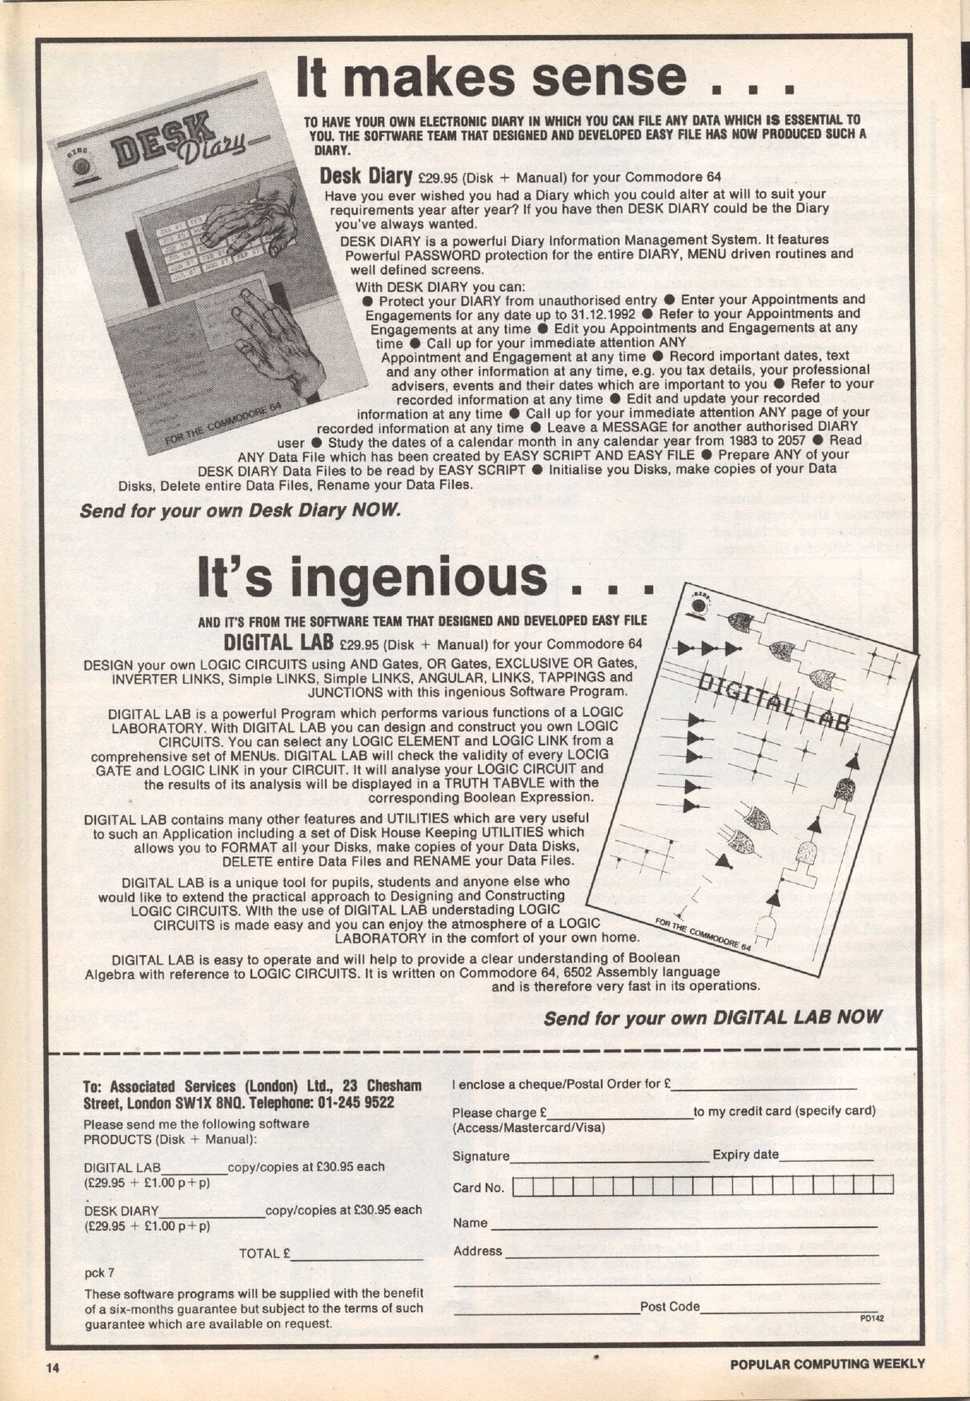 It makes sense . . .
TO HAVE YOUR OWN ELECTRONIC DIARY IN WHICH YOU CAN FILE ANY DATA WHICH IS ESSENTIAL TO
YOU. THE SOFTWARE TEAM THAT DESIGNED AND DEVELOPED EASY FILE HAS NOW PRODUCED SUCH A
DIARY.
DESK
Diary
FOR THE COMMODORE 64
Desk Diary £29.95 (Disk + Manual) for your Commodore 64
Have you ever wished you had a Diary which you could alter at will to suit your
requirements year after year? If you have then DESK DIARY could be the Diary
you've always wanted.
DESK DIARY is a powerful Diary Information Management System. It features
Powerful PASSWORD protection for the entire DIARY, MENU driven routines and
well defined screens.
With DESK DIARY you can:
● Protect your DIARY from unauthorised entry ● Enter your Appointments and
Engagements for any date up to 31.12.1992 ● Refer to your Appointments and
Engagements at any time ● Edit you Appointments and Engagements at any
time ● Call up for your immediate attention ANY
Appointment and Engagement at any time ● Record important dates, text
and any other information at any time, e.g. you tax details, your professional
advisers, events and their dates which are important to you ● Refer to your
recorded information at any time ● Edit and update your recorded
information at any time ● Call up for your immediate attention ANY page of your
recorded information at any time ● Leave a MESSAGE for another authorised DIARY
user ● Study the dates of a calendar month in any calendar year from 1983 to 2057 ● Read
ANY Data File which has been created by EASY SCRIPT AND EASY FILE ● Prepare ANY of your
DESK DIARY Data Files to be read by EASY SCRIPT ● Initialise you Disks, make copies of your Data
Disks, Delete entire Data Files, Rename your Data Files.
Send for your own Desk Diary NOW.
It's ingenious . . .
AND IT'S FROM THE SOFTWARE TEAM THAT DESIGNED AND DEVELOPED EASY FILE
DIGITAL LAB £29.95 (Disk + Manual) for your Commodore 64
DESIGN your own LOGIC CIRCUITS using AND Gates, OR Gates, EXCLUSIVE OR Gates,
INVERTER LINKS, Simple LINKS, Simple LINKS, ANGULAR, LINKS, TAPPINGS and
JUNCTIONS with this ingenious Software Program.
DIGITAL LAB is a powerful Program which performs various functions of a LOGIC
LABORATORY. With DIGITAL LAB you can design and construct you own LOGIC
CIRCUITS. You can select any LOGIC ELEMENT and LOGIC LINK from a
comprehensive set of MENUs. DIGITAL LAB will check the validity of every LOCIG
GATE and LOGIC LINK in your CIRCUIT. It will analyse your LOGIC CIRCUIT and
the results of its analysis will be displayed in a TRUTH TABVLE with the
corresponding Boolean Expression.
DIGITAL LAB contains many other features and UTILITIES which are very useful
to such an Application including a set of Disk House Keeping UTILITIES which
allows you to FORMAT all your Disks, make copies of your Data Disks,
DELETE entire Data Files and RENAME your Data Files.
DIGITAL LAB is a unique tool for pupils, students and anyone else who
would like to extend the practical approach to Designing and Constructing
LOGIC CIRCUITS. With the use of DIGITAL LAB understading LOGIC
CIRCUITS is made easy and you can enjoy the atmosphere of a LOGIC
LABORATORY in the comfort of your own home.
DIGITAL LAB is easy to operate and will help to provide a clear understanding of Boolean
Algebra with reference to LOGIC CIRCUITS. It is written on Commodore 64, 6502 Assembly language
and is therefore very fast in its operations.
DIGITAL LAB
FOR THE COMMODORE 64
Send for your own DIGITAL LAB NOW
To: Associated Services (London) Ltd., 23 Chesham
Street, London SW1X 8NQ. Telephone: 01-245 9522
Please send me the following software
PRODUCTS (Disk + Manual):
DIGITAL LAB__________copy/copies at £30.95 each
(£29.95 + £1.00 p+p)
DESK DIARY________________copy/copies at £30.95 each
(£29.95 + £1.00 p+p)
TOTAL £____________________
pck 7
These software programs will be supplied with the benefit
of a six-months guarantee but subject to the terms of such
guarantee which are available on request.
I enclose a cheque/Postal Order for £____________________
Please charge £____________________to my credit card (specify card)
(Access/Mastercard/Visa)
Signature____________________ Expiry date__________
Card No.
Name____________________
Address____________________
____________________Post Code____________________
PD142
14
POPULAR COMPUTING WEEKLY